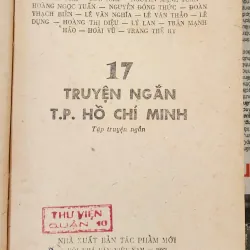 HOÀNG NGỌC TUẤN — NGUYỄN ĐÔNG THỨC — ĐOÀN
THẠCH BIỀN — LÊ VĂN NGHĨA — LÊ VĂN THẢO — LÊ
DUNG — HOÀNG THỊ DIỆU — LÝ LAN — TRẦN MẠNH
HẢO — HOÀI VŨ — TRANG THẾ HY
17
TRUYỆN NGẮN
T.P. HỒ CHÍ MINH
Tập truyện ngắn
THƯ VIỆN
QUẬN 10
NHÀ XUẤT BẢN TÁC PHẨM MỚI